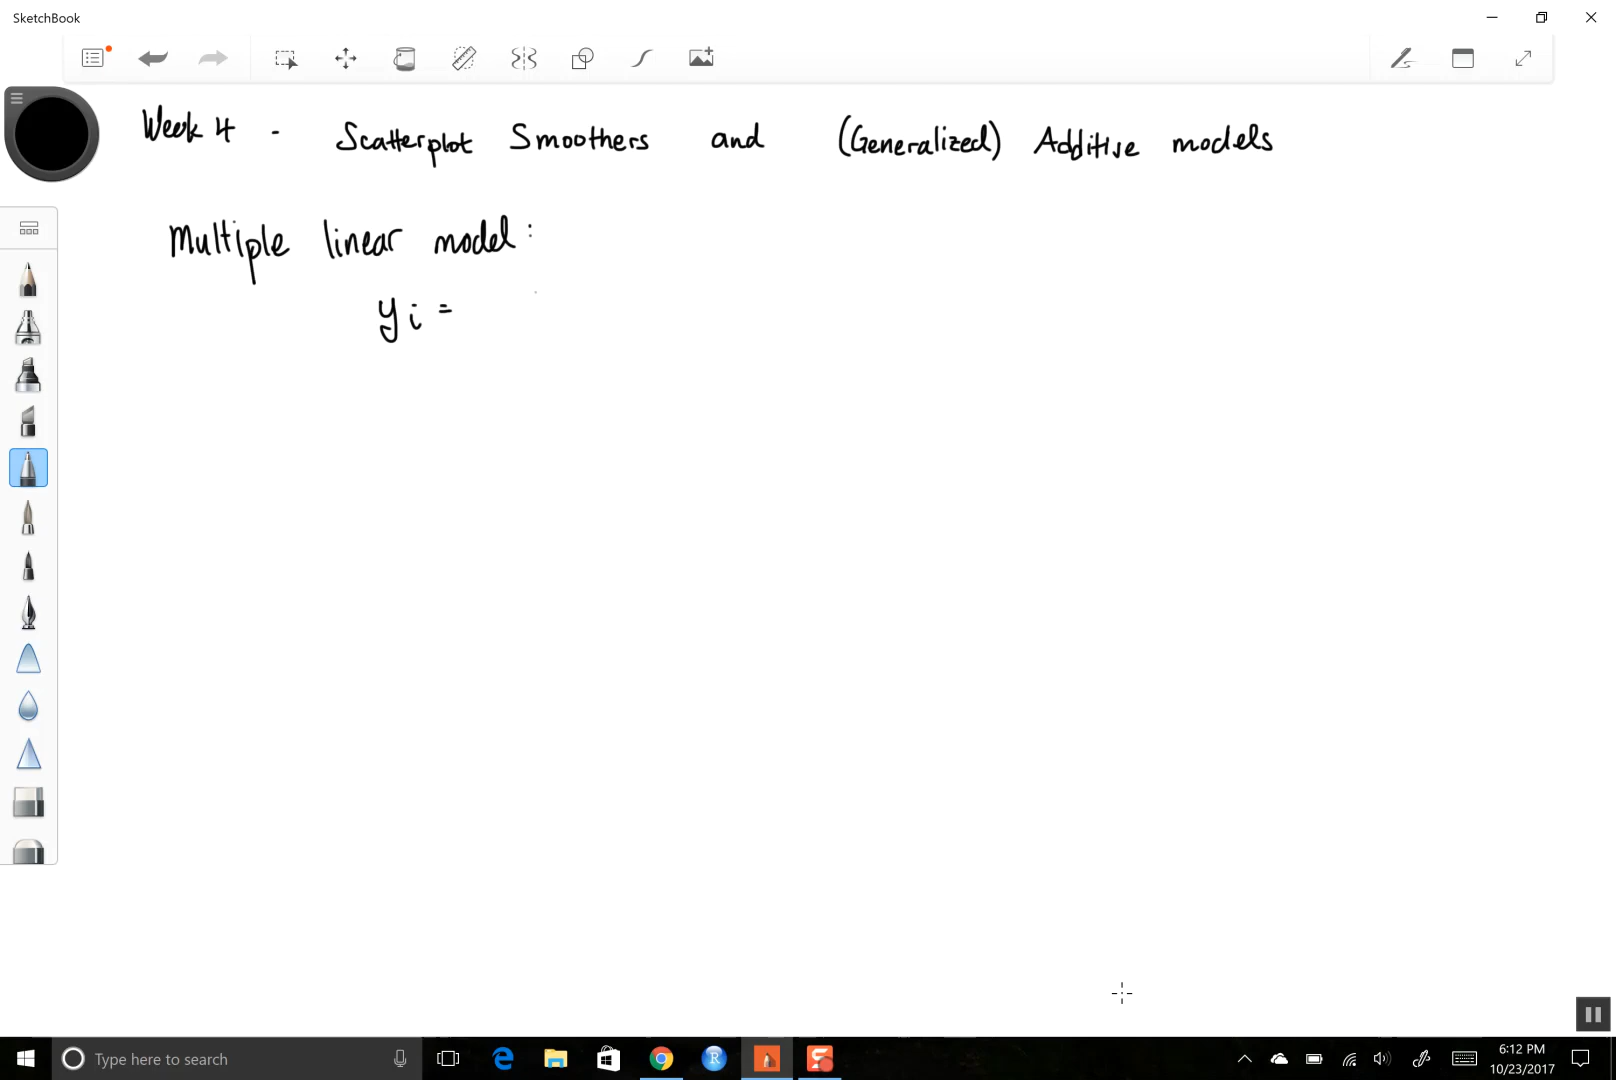 SketchBook
Week 4 - Scatterplot Smoothers and (Generalized) Additive models
Multiple linear model:
yi =
Type here to search
6:12 PM
10/23/2017